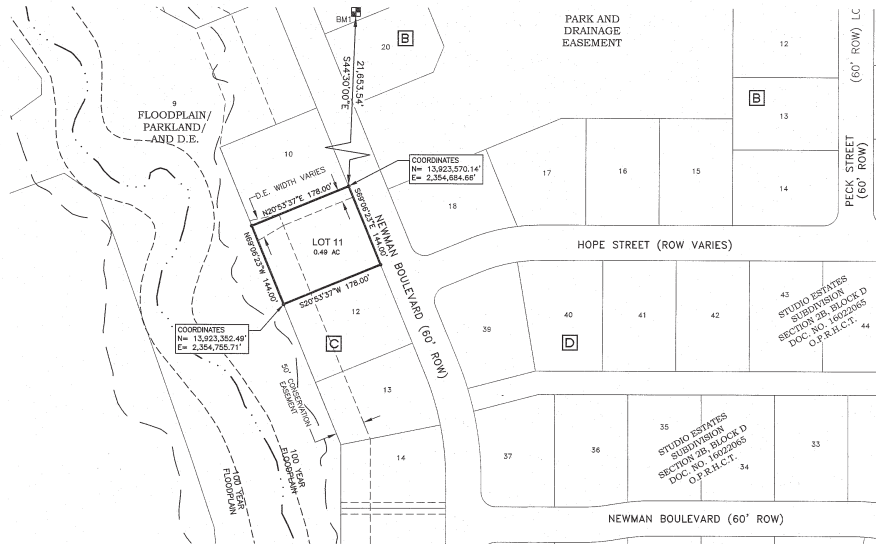 BM1
20
B
PARK AND
DRAINAGE
EASEMENT
12
(60' ROW) LO
21,653.54'
S44°30'00"E
9
FLOODPLAIN/
PARKLAND/
AND D.E.
B
13
10
COORDINATES
N= 13,923,570.14'
E= 2,354,684.66'
17
16
15
14
PECK STREET
(60' ROW)
D.E. WIDTH VARIES
N20°53'37"E 178.00'
18
S69°06'23"E 144.00'
NEWMAN BOULEVARD (60' ROW)
LOT 11
0.49 AC
N69°06'23"W 144.00'
S20°53'37"W 178.00'
HOPE STREET (ROW VARIES)
COORDINATES
N= 13,923,352.49'
E= 2,354,755.71'
12
C
39
40
D
41
42
43
44
STUDIO ESTATES
SUBDIVISION
SECTION 2B, BLOCK D
DOC. NO. 16022065
O.P.R.H.C.T.
50' CONSERVATION
EASEMENT
13
14
100 YEAR
FLOODPLAIN
100 YEAR
FLOODPLAIN
37
36
35
34
33
STUDIO ESTATES
SUBDIVISION
SECTION 2B, BLOCK D
DOC. NO. 16022065
O.P.R.H.C.T.
NEWMAN BOULEVARD (60' ROW)